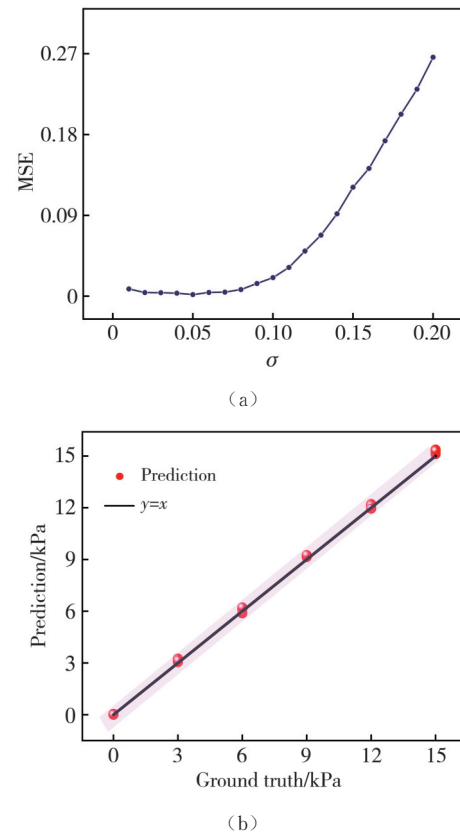 0.27
0.18
MSE
0.09
0
0 0.05 0.10 0.15 0.20
σ
(a)
15
Prediction
12
y=x
Prediction/kPa
9
6
3
0
0 3 6 9 12 15
Ground truth/kPa
(b)